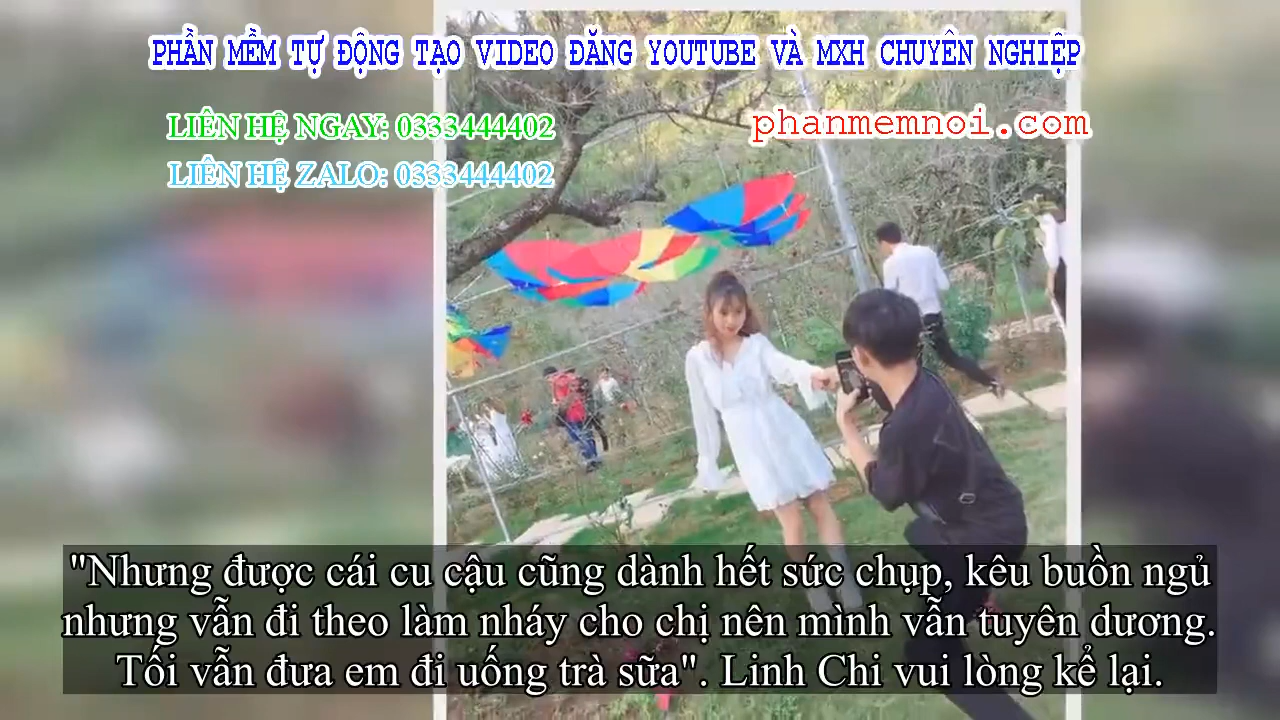 PHẦN MỀM TỰ ĐỘNG TẠO VIDEO ĐĂNG YOUTUBE VÀ MXH CHUYÊN NGHIỆP
LIÊN HỆ NGAY: 0333444402
phanmemnoi.com
LIÊN HỆ ZALO: 0333444402
"Nhưng được cái cu cậu cũng dành hết sức chụp, kêu buồn ngủ
nhưng vẫn đi theo làm nháy cho chị nên mình vẫn tuyên dương.
Tối vẫn đưa em đi uống trà sữa". Linh Chi vui lòng kể lại.